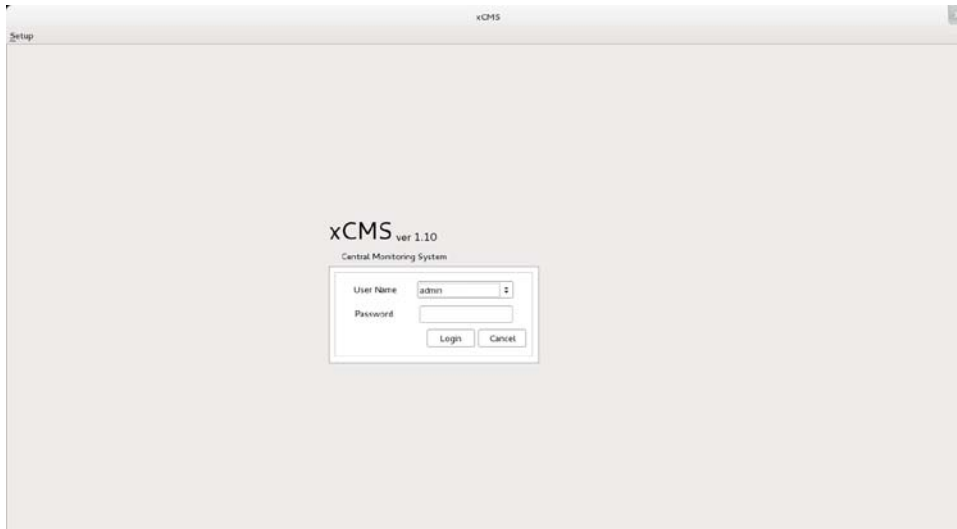 xCMS
Setup
xCMS ver 1.10
Central Monitoring System
User Name admin
Password
Login Cancel